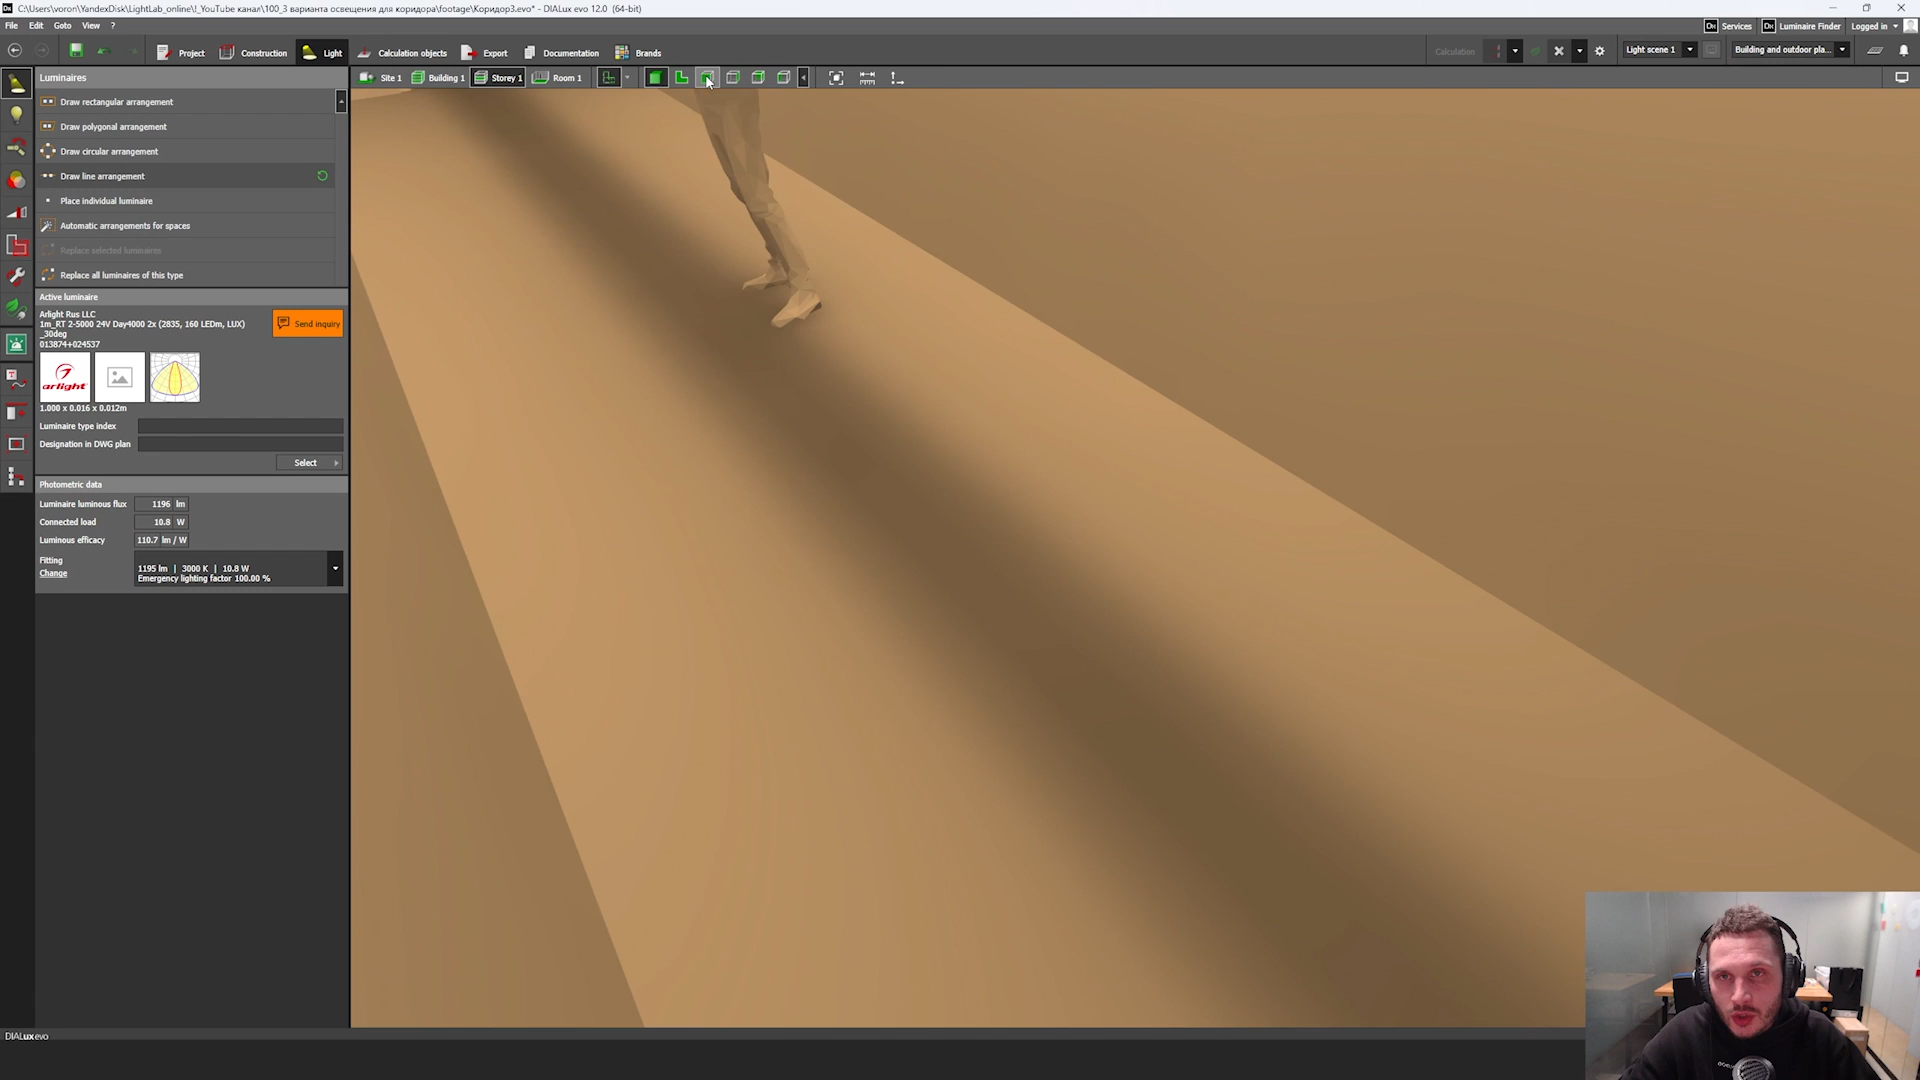 C:\Users\voron\YandexDisk\LightLab_online\!_YouTube канал\100_3 варианта освещения для коридора\footage\Коридор3.evo* - DIALux evo 12.0 (64-bit)
File Edit Goto View ?
Services Luminaire Finder Logged in
Project Construction Light Calculation objects Export Documentation Brands
Calculation Light scene 1 Building and outdoor pla...
Luminaires
Site 1 Building 1 Storey 1 Room 1
Draw rectangular arrangement
Draw polygonal arrangement
Draw circular arrangement
Draw line arrangement
Place individual luminaire
Automatic arrangements for spaces
Replace selected luminaires
Replace all luminaires of this type
Active luminaire
Arlight Rus LLC
1m_RT 2-5000 24V Day4000 2x (2835, 160 LEDm, LUX)
_30deg
013874+024537
Send inquiry
arlight
1.000 x 0.016 x 0.012m
Luminaire type index
Designation in DWG plan
Select
Photometric data
Luminaire luminous flux 1196 lm
Connected load 10.8 W
Luminous efficacy 110.7 lm / W
Fitting
Change
1195 lm | 3000 K | 10.8 W
Emergency lighting factor 100.00 %
DIALux evo